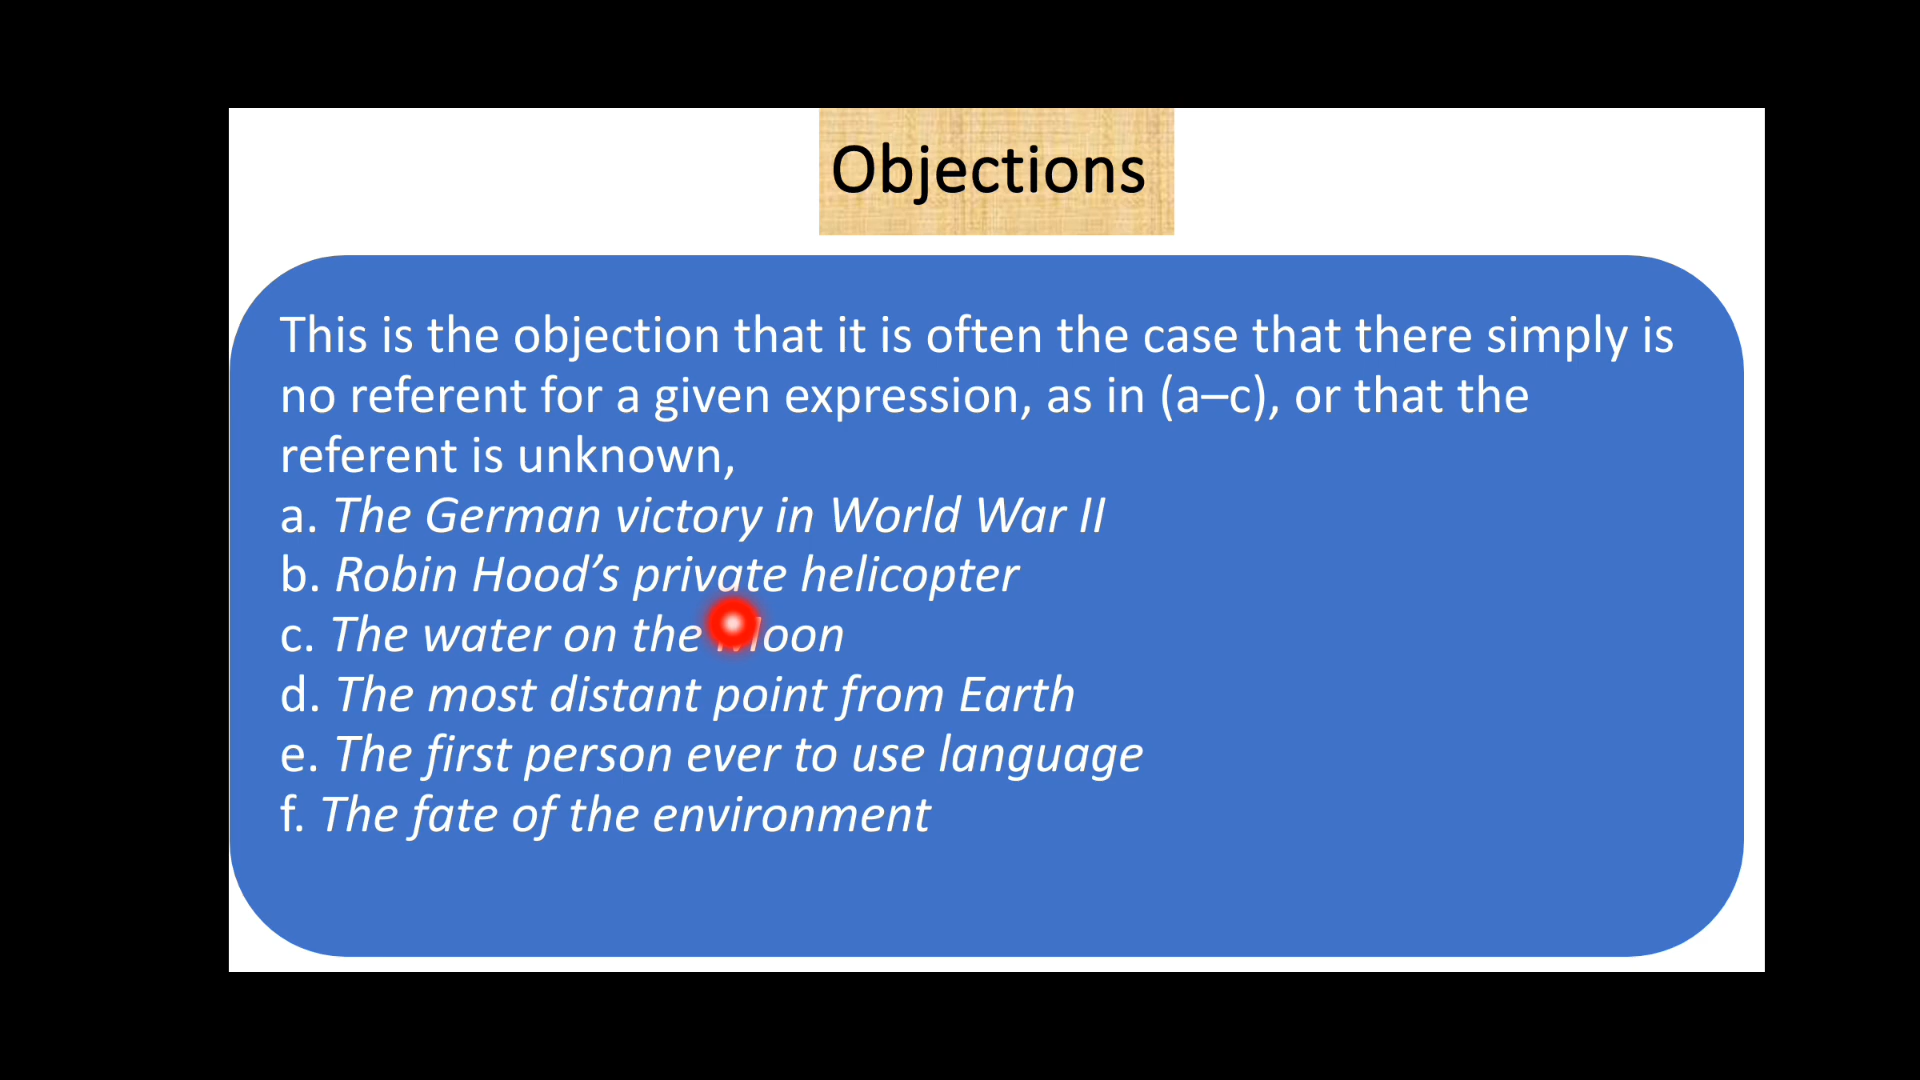 Objections
This is the objection that it is often the case that there simply is
no referent for a given expression, as in (a–c), or that the
referent is unknown,
a. The German victory in World War II
b. Robin Hood’s private helicopter
c. The water on the Moon
d. The most distant point from Earth
e. The first person ever to use language
f. The fate of the environment